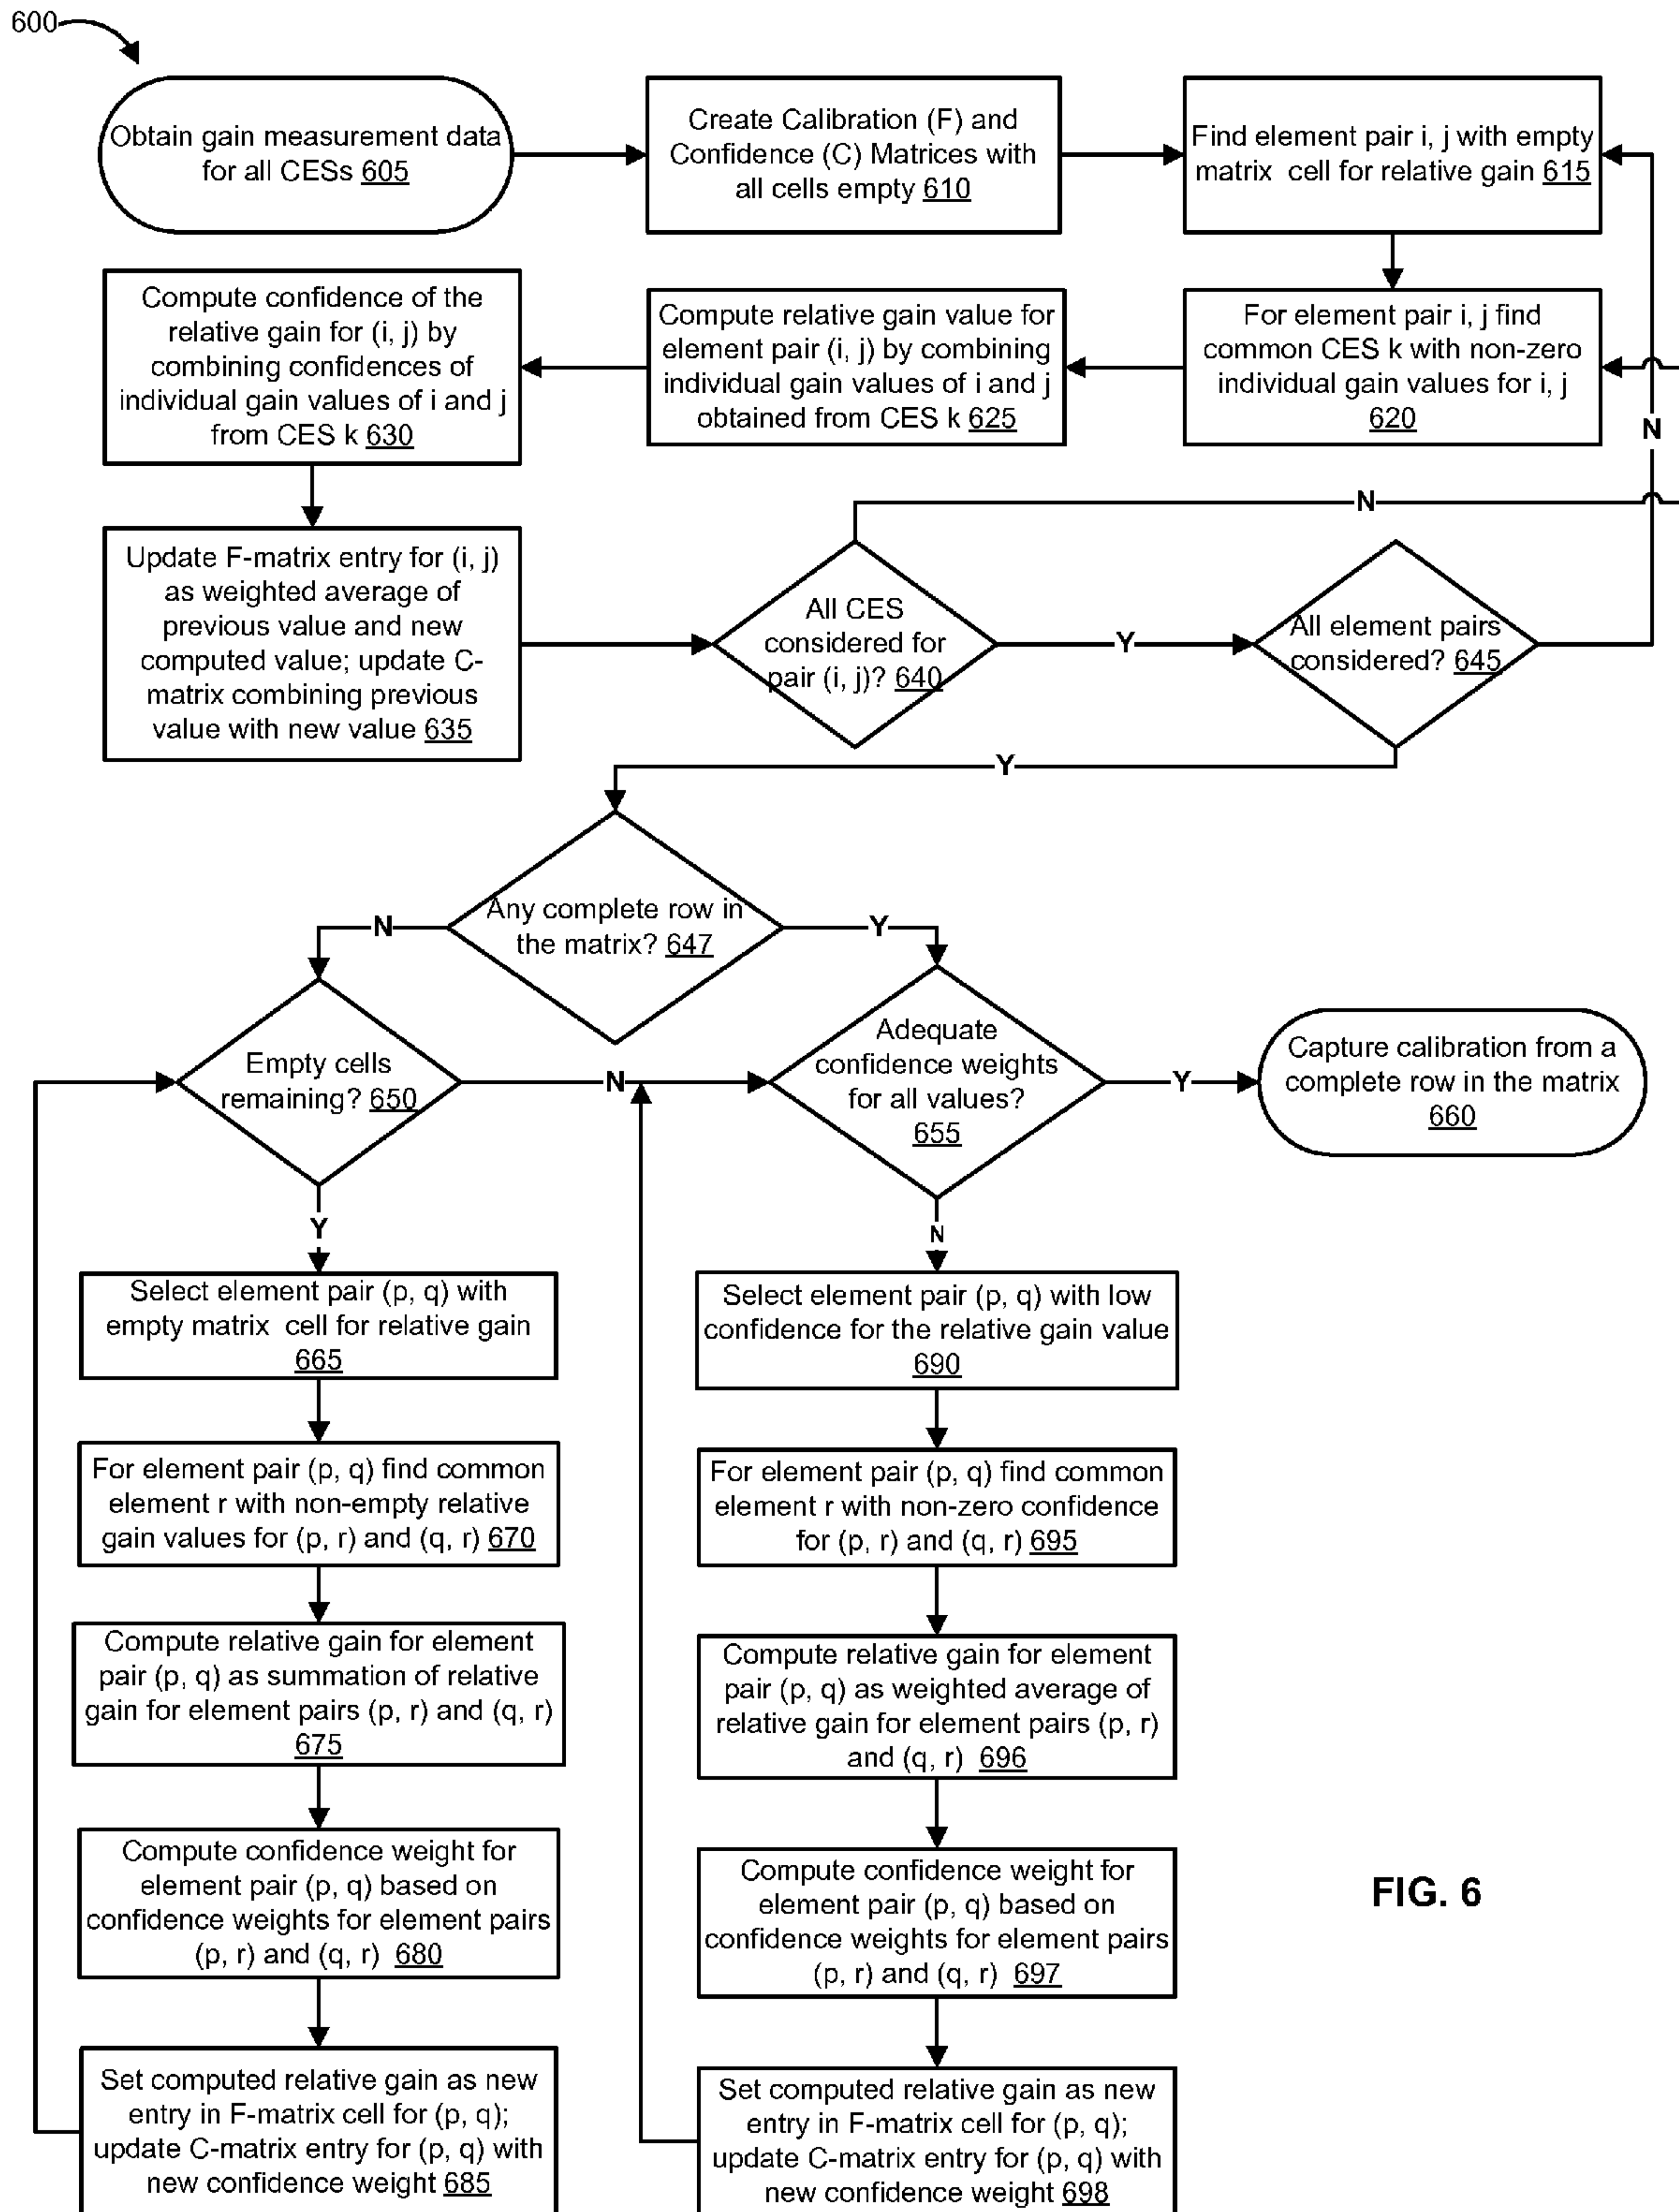 600
Obtain gain measurement data
for all CESs 605
Create Calibration (F) and
Confidence (C) Matrices with
all cells empty 610
Find element pair i, j with empty
matrix cell for relative gain 615
Compute confidence of the
relative gain for (i, j) by
combining confidences of
individual gain values of i and j
from CES k 630
Compute relative gain value for
element pair (i, j) by combining
individual gain values of i and j
obtained from CES k 625
For element pair i, j find
common CES k with non-zero
individual gain values for i, j
620
N
N
Update F-matrix entry for (i, j)
as weighted average of
previous value and new
computed value; update C-
matrix combining previous
value with new value 635
All CES
considered for
pair (i, j)? 640
Y
All element pairs
considered? 645
Y
Any complete row in
the matrix? 647
N
Y
Empty cells
remaining? 650
N
Adequate
confidence weights
for all values?
655
Y
Capture calibration from a
complete row in the matrix
660
Y
N
Select element pair (p, q) with
empty matrix cell for relative gain
665
Select element pair (p, q) with low
confidence for the relative gain value
690
For element pair (p, q) find common
element r with non-empty relative
gain values for (p, r) and (q, r) 670
For element pair (p, q) find common
element r with non-zero confidence
for (p, r) and (q, r) 695
Compute relative gain for element
pair (p, q) as summation of relative
gain for element pairs (p, r) and (q, r)
675
Compute relative gain for element
pair (p, q) as weighted average of
relative gain for element pairs (p, r)
and (q, r) 696
Compute confidence weight for
element pair (p, q) based on
confidence weights for element pairs
(p, r) and (q, r) 680
Compute confidence weight for
element pair (p, q) based on
confidence weights for element pairs
(p, r) and (q, r) 697
FIG. 6
Set computed relative gain as new
entry in F-matrix cell for (p, q);
update C-matrix entry for (p, q) with
new confidence weight 685
Set computed relative gain as new
entry in F-matrix cell for (p, q);
update C-matrix entry for (p, q) with
new confidence weight 698